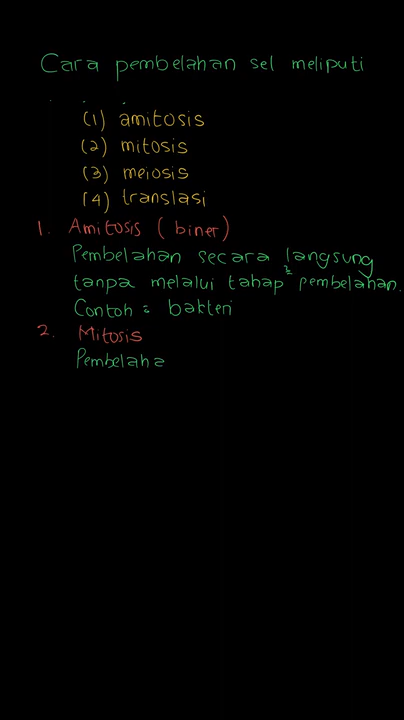 Cara pembelahan sel meliputi
(1) amitosis
(2) mitosis
(3) meiosis
(4) translasi
1. Amitosis (biner)
Pembelahan secara langsung
tanpa melalui tahap2 pembelahan.
Contoh : bakteri
2. Mitosis
Pembelaha